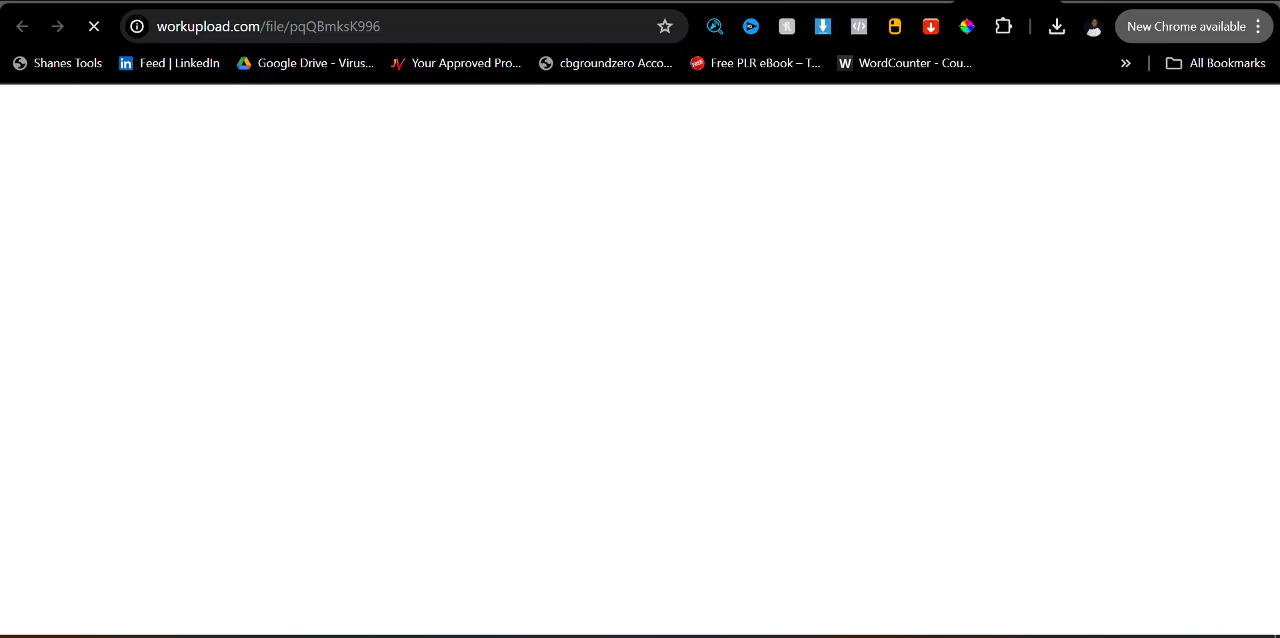 workupload.com/file/pqQBmksK996
New Chrome available
Shanes Tools
Feed | LinkedIn
Google Drive - Virus...
Your Approved Pro...
cbgroundzero Acco...
Free PLR eBook – T...
W WordCounter - Cou...
All Bookmarks